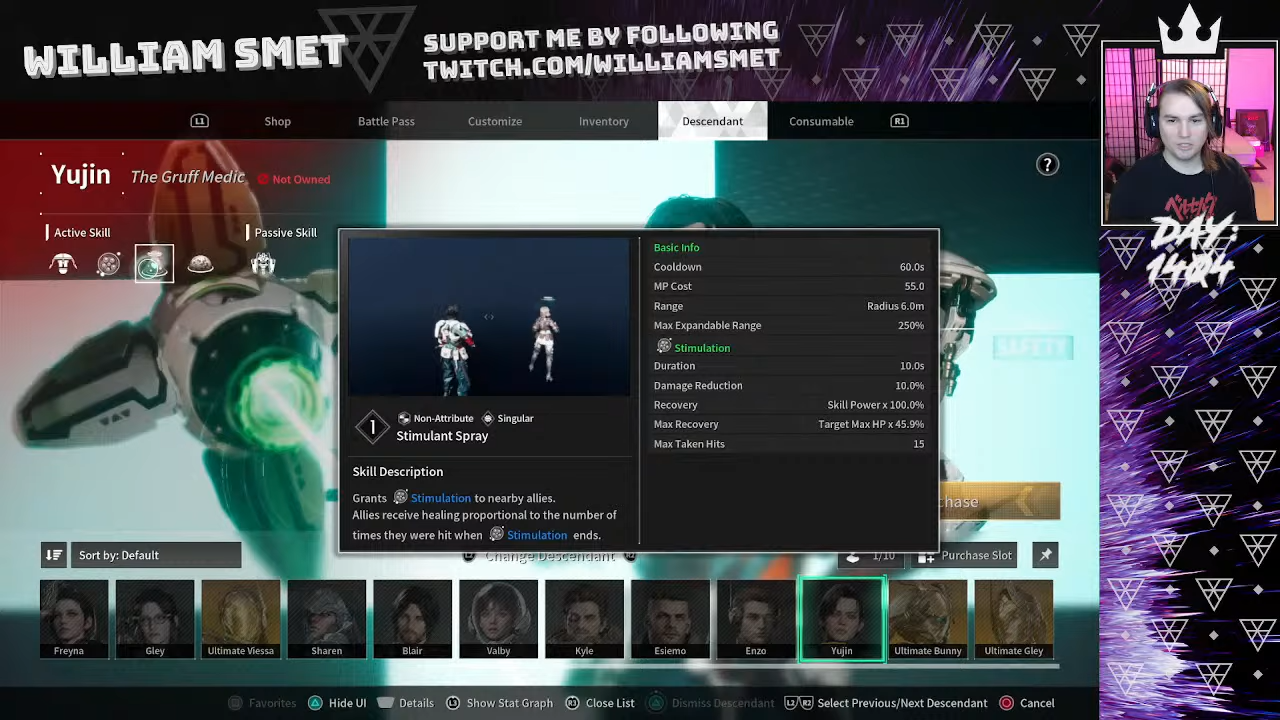 WILLIAM SMET
SUPPORT ME BY FOLLOWING
TWITCH.COM/WILLIAMSMET
L1
Shop
Battle Pass
Customize
Inventory
Descendant
Consumable
R1
Yujin
The Gruff Medic
Not Owned
?
Active Skill
Passive Skill
DAY:
1404
SAFETY
Basic Info
Cooldown 60.0s
MP Cost 55.0
Range Radius 6.0m
Max Expandable Range 250%
Stimulation
Duration 10.0s
Damage Reduction 10.0%
Recovery Skill Power x 100.0%
Max Recovery Target Max HP x 45.9%
Max Taken Hits 15
1
Non-Attribute Singular
Stimulant Spray
Skill Description
Grants Stimulation to nearby allies.
Allies receive healing proportional to the number of
times they were hit when Stimulation ends.
chase
Sort by: Default
Change Descendant
1/10
Purchase Slot
Freyna
Gley
Ultimate Viessa
Sharen
Blair
Valby
Kyle
Esiemo
Enzo
Yujin
Ultimate Bunny
Ultimate Gley
Favorites
Hide UI
Details
L3 Show Stat Graph
R3 Close List
Dismiss Descendant
L2/R2 Select Previous/Next Descendant
Cancel